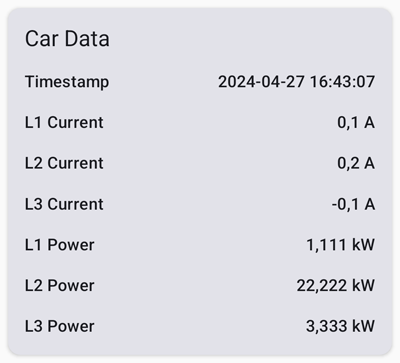 Car Data
Timestamp 2024-04-27 16:43:07
L1 Current 0,1 A
L2 Current 0,2 A
L3 Current -0,1 A
L1 Power 1,111 kW
L2 Power 22,222 kW
L3 Power 3,333 kW